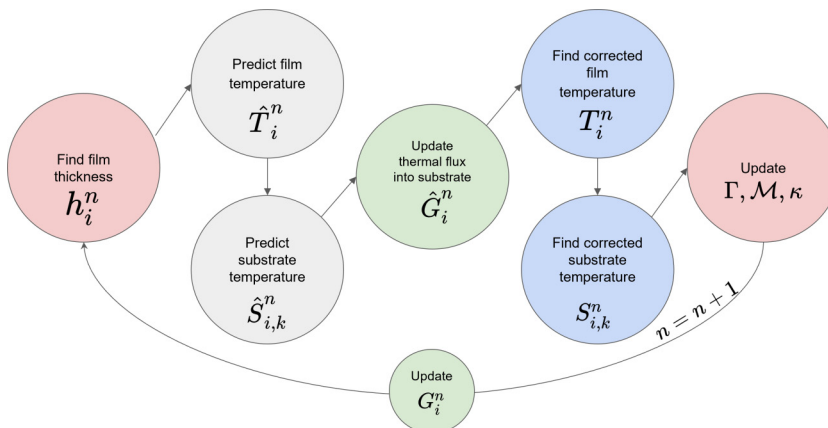 Find film
thickness
h_i^n
Predict film
temperature
T̂_i^n
Predict
substrate
temperature
Ŝ_{i,k}^n
Update
thermal flux
into substrate
Ĝ_i^n
Find corrected
film
temperature
T_i^n
Find corrected
substrate
temperature
S_{i,k}^n
Update
Γ, ℳ, κ
n = n + 1
Update
G_i^n